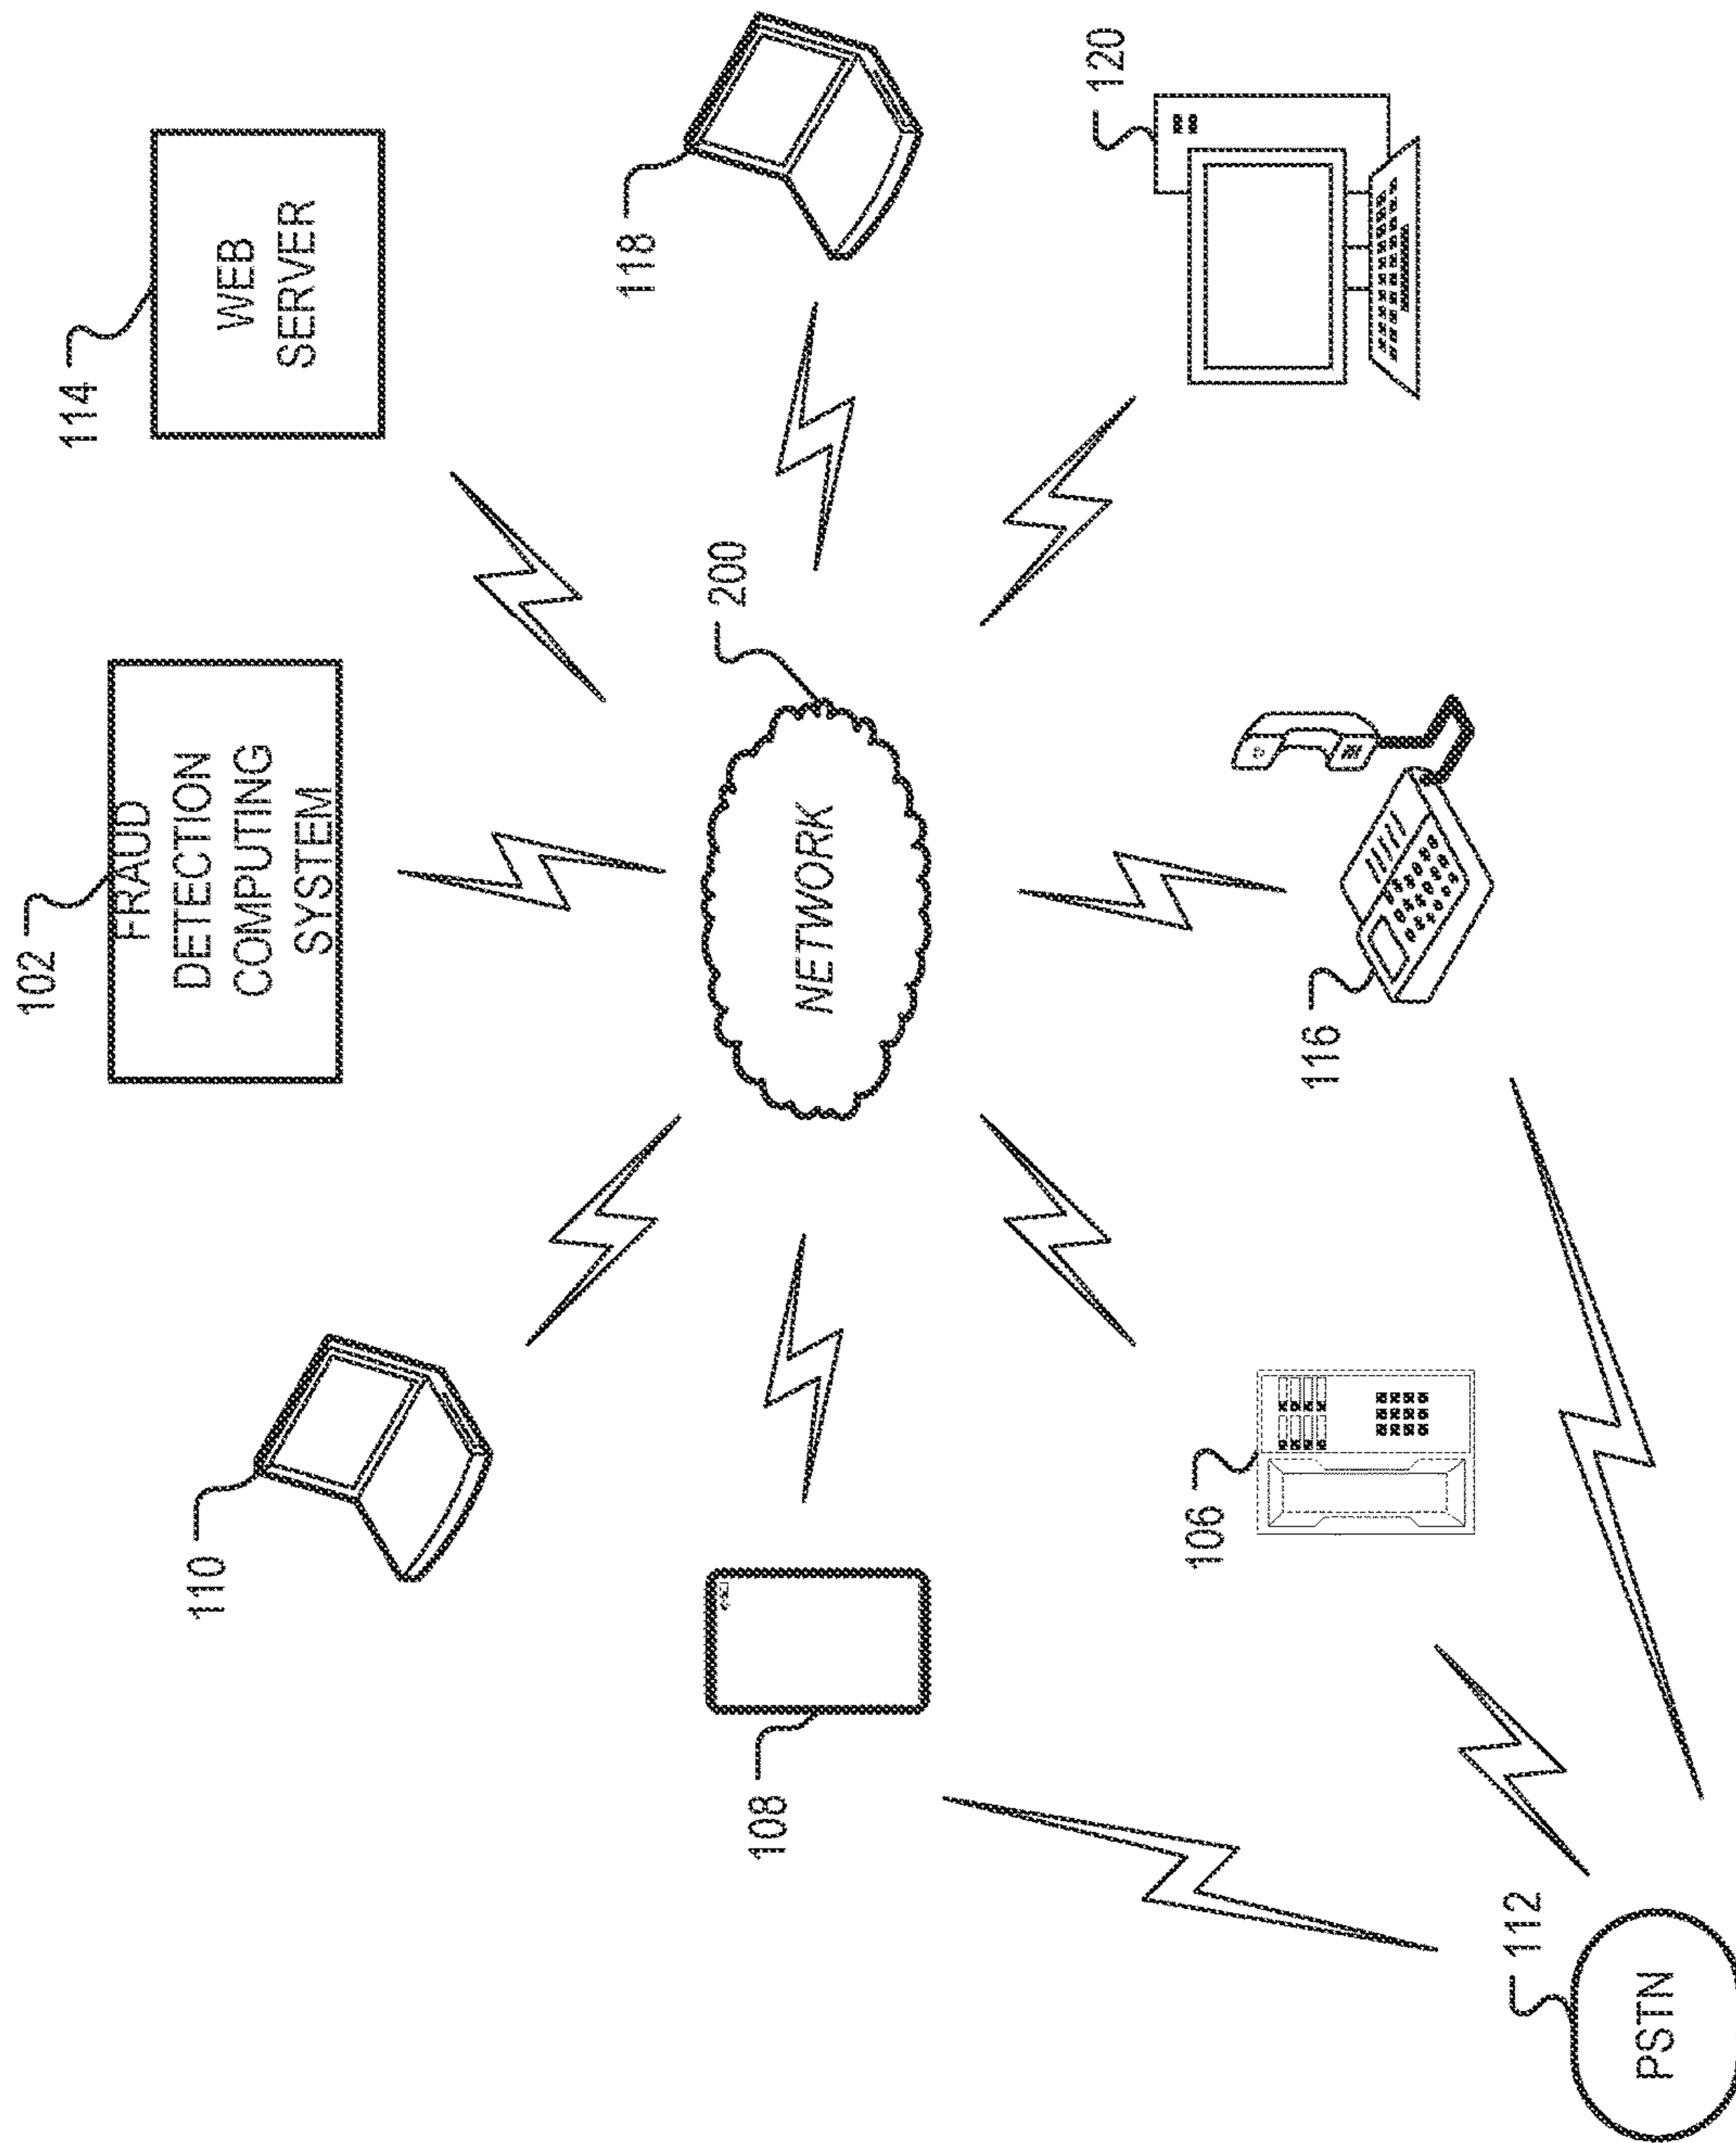 102
FRAUD
DETECTION
COMPUTING
SYSTEM
114
WEB
SERVER
110
118
108
NETWORK
200
120
106
116
112
PSTN